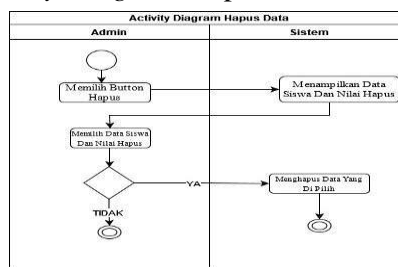 Activity Diagram Hapus Data
Admin
Sistem
Memilih Button
Hapus
Menampilkan Data
Siswa Dan Nilai Hapus
Memilih Data Siswa
Dan Nilai Hapus
YA
Menghapus Data Yang
Di Pilih
TIDAK